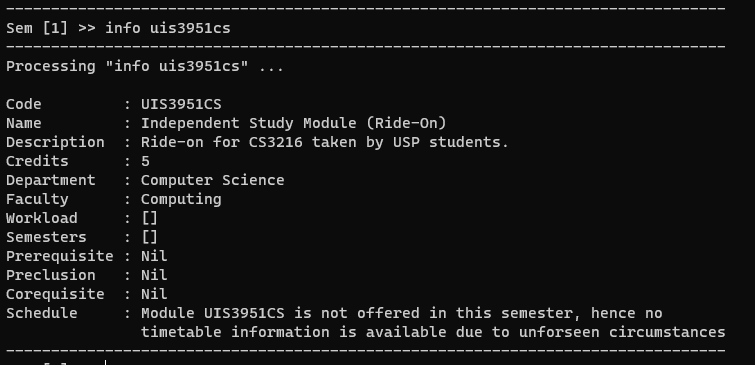 --------------------------------------------------------------------------------
Sem [1] >> info uis3951cs
--------------------------------------------------------------------------------
Processing "info uis3951cs" ...
Code : UIS3951CS
Name : Independent Study Module (Ride-On)
Description : Ride-on for CS3216 taken by USP students.
Credits : 5
Department : Computer Science
Faculty : Computing
Workload : []
Semesters : []
Prerequisite : Nil
Preclusion : Nil
Corequisite : Nil
Schedule : Module UIS3951CS is not offered in this semester, hence no
timetable information is available due to unforseen circumstances
--------------------------------------------------------------------------------